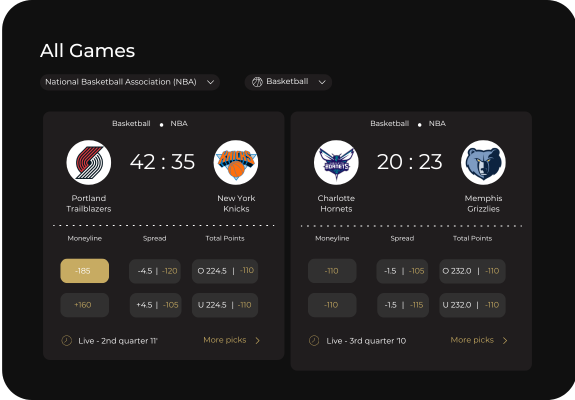 All Games
National Basketball Association (NBA)
Basketball
Basketball • NBA
42 : 35
KNICKS
Portland
Trailblazers
New York
Knicks
Moneyline Spread Total Points
-185 -4.5 | -120 O 224.5 | -110
+160 +4.5 | -105 U 224.5 | -110
Live - 2nd quarter 11'
More picks
Basketball • NBA
HORNETS
20 : 23
Charlotte
Hornets
Memphis
Grizzlies
Moneyline Spread Total Points
-110 -1.5 | -105 O 232.0 | -110
-110 -1.5 | -115 U 232.0 | -110
Live - 3rd quarter '10
More picks